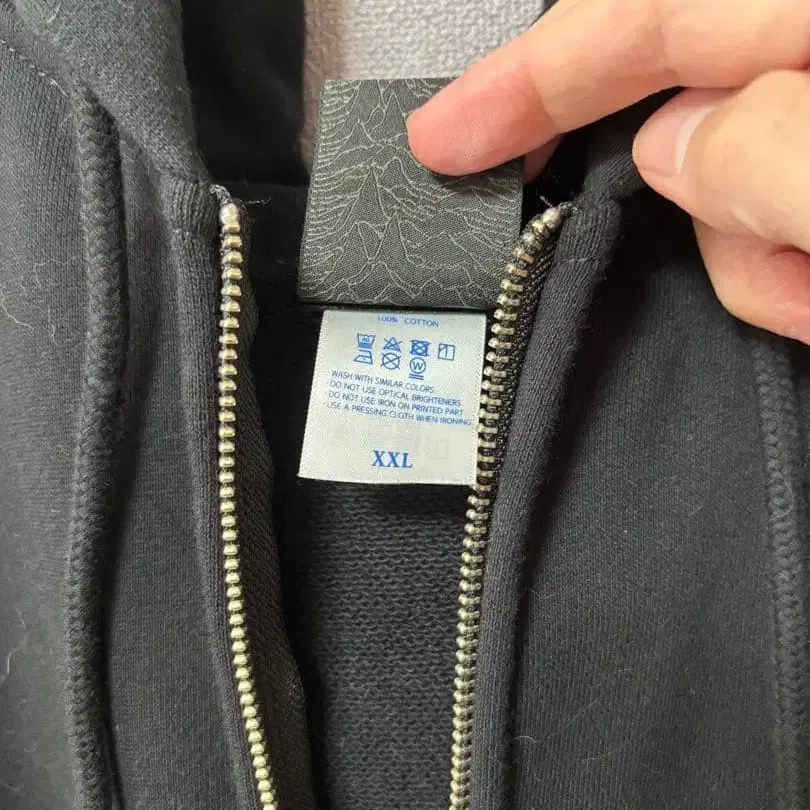 100% COTTON
WASH WITH SIMILAR COLORS
· DO NOT USE OPTICAL BRIGHTENERS
· DO NOT USE IRON ON PRINTED PART
· USE A PRESSING CLOTH WHEN IRONING
XXL